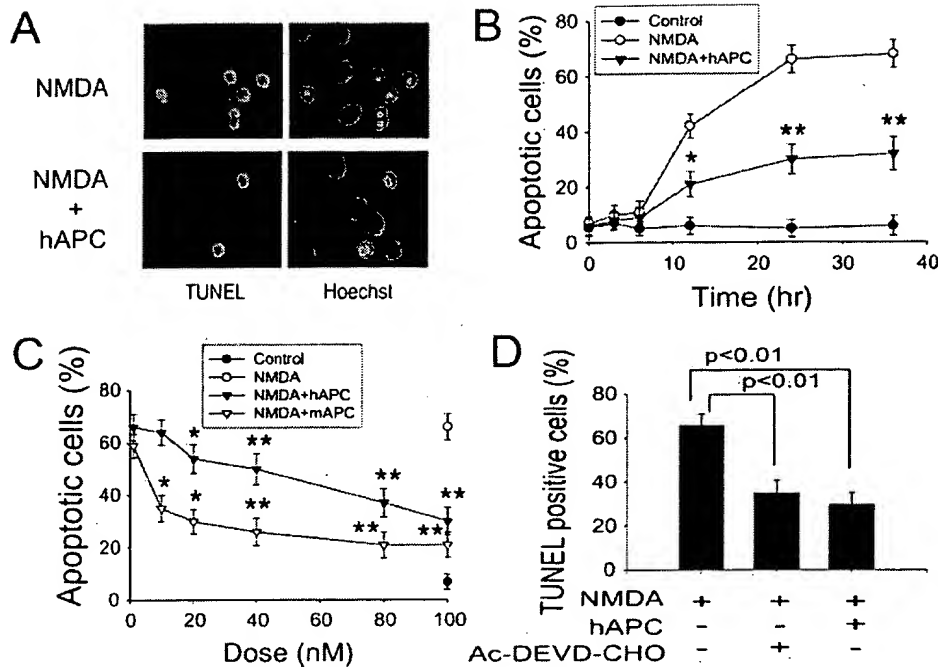 A
NMDA
NMDA
+
hAPC
TUNEL
Hoechst
B
Control
NMDA
NMDA+hAPC
Apoptotic cells (%)
80
60
40
20
0
*
**
**
0
10
20
30
40
Time (hr)
C
Control
NMDA
NMDA+hAPC
NMDA+mAPC
Apoptotic cells (%)
80
60
40
20
0
*
**
**
**
*
*
**
**
**
0
20
40
60
80
100
Dose (nM)
D
p<0.01
p<0.01
TUNEL positive cells (%)
80
60
40
20
0
NMDA + + +
hAPC - - +
Ac-DEVD-CHO - + -